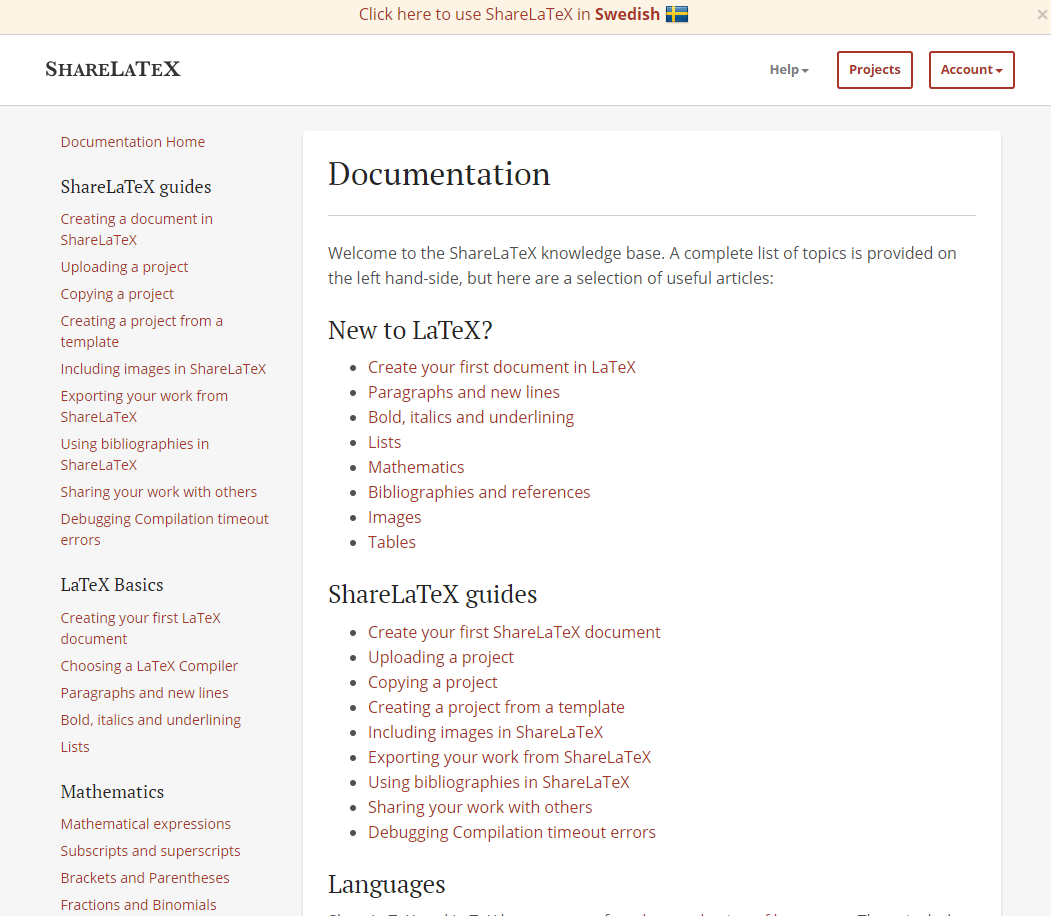 Click here to use ShareLaTeX in Swedish
×
SHARELATEX
Help
Projects
Account
Documentation Home
ShareLaTeX guides
Creating a document in
ShareLaTeX
Uploading a project
Copying a project
Creating a project from a
template
Including images in ShareLaTeX
Exporting your work from
ShareLaTeX
Using bibliographies in
ShareLaTeX
Sharing your work with others
Debugging Compilation timeout
errors
LaTeX Basics
Creating your first LaTeX
document
Choosing a LaTeX Compiler
Paragraphs and new lines
Bold, italics and underlining
Lists
Mathematics
Mathematical expressions
Subscripts and superscripts
Brackets and Parentheses
Fractions and Binomials
Documentation
Welcome to the ShareLaTeX knowledge base. A complete list of topics is provided on
the left hand-side, but here are a selection of useful articles:
New to LaTeX?
Create your first document in LaTeX
Paragraphs and new lines
Bold, italics and underlining
Lists
Mathematics
Bibliographies and references
Images
Tables
ShareLaTeX guides
Create your first ShareLaTeX document
Uploading a project
Copying a project
Creating a project from a template
Including images in ShareLaTeX
Exporting your work from ShareLaTeX
Using bibliographies in ShareLaTeX
Sharing your work with others
Debugging Compilation timeout errors
Languages